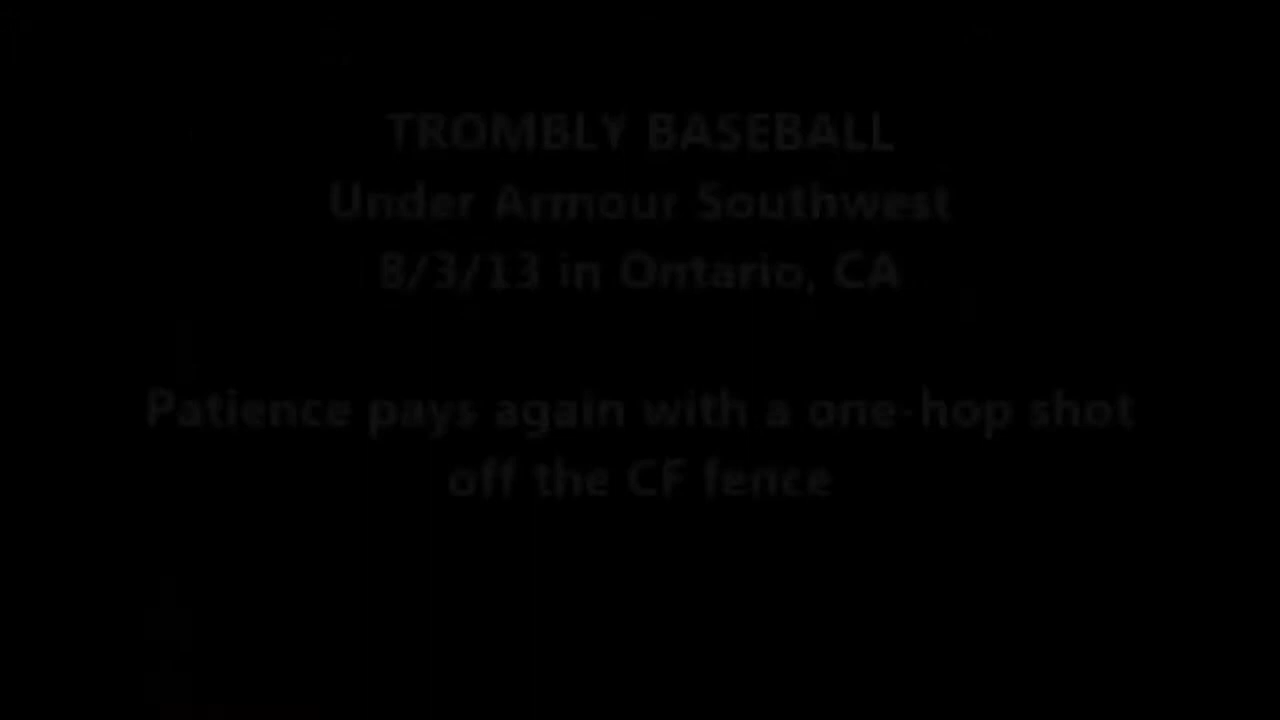 TROMBLY BASEBALL
Under Armour Southwest
8/3/13 in Ontario, CA
Patience pays again with a one-hop shot
off the CF fence